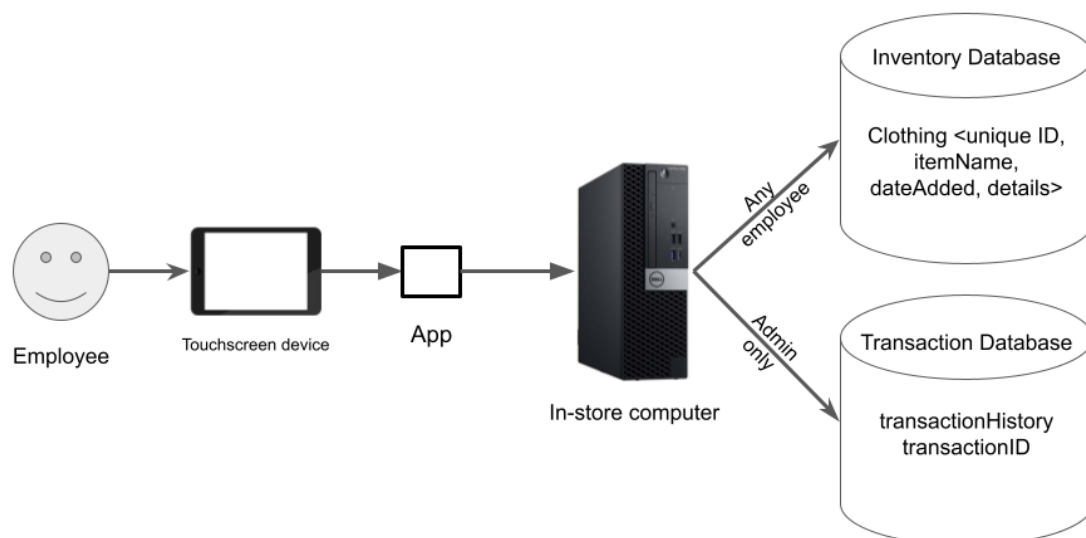 Inventory Database
Clothing <unique ID,
itemName,
dateAdded, details>
Any
employee
Employee
Touchscreen device
App
In-store computer
Admin
only
Transaction Database
transactionHistory
transactionID